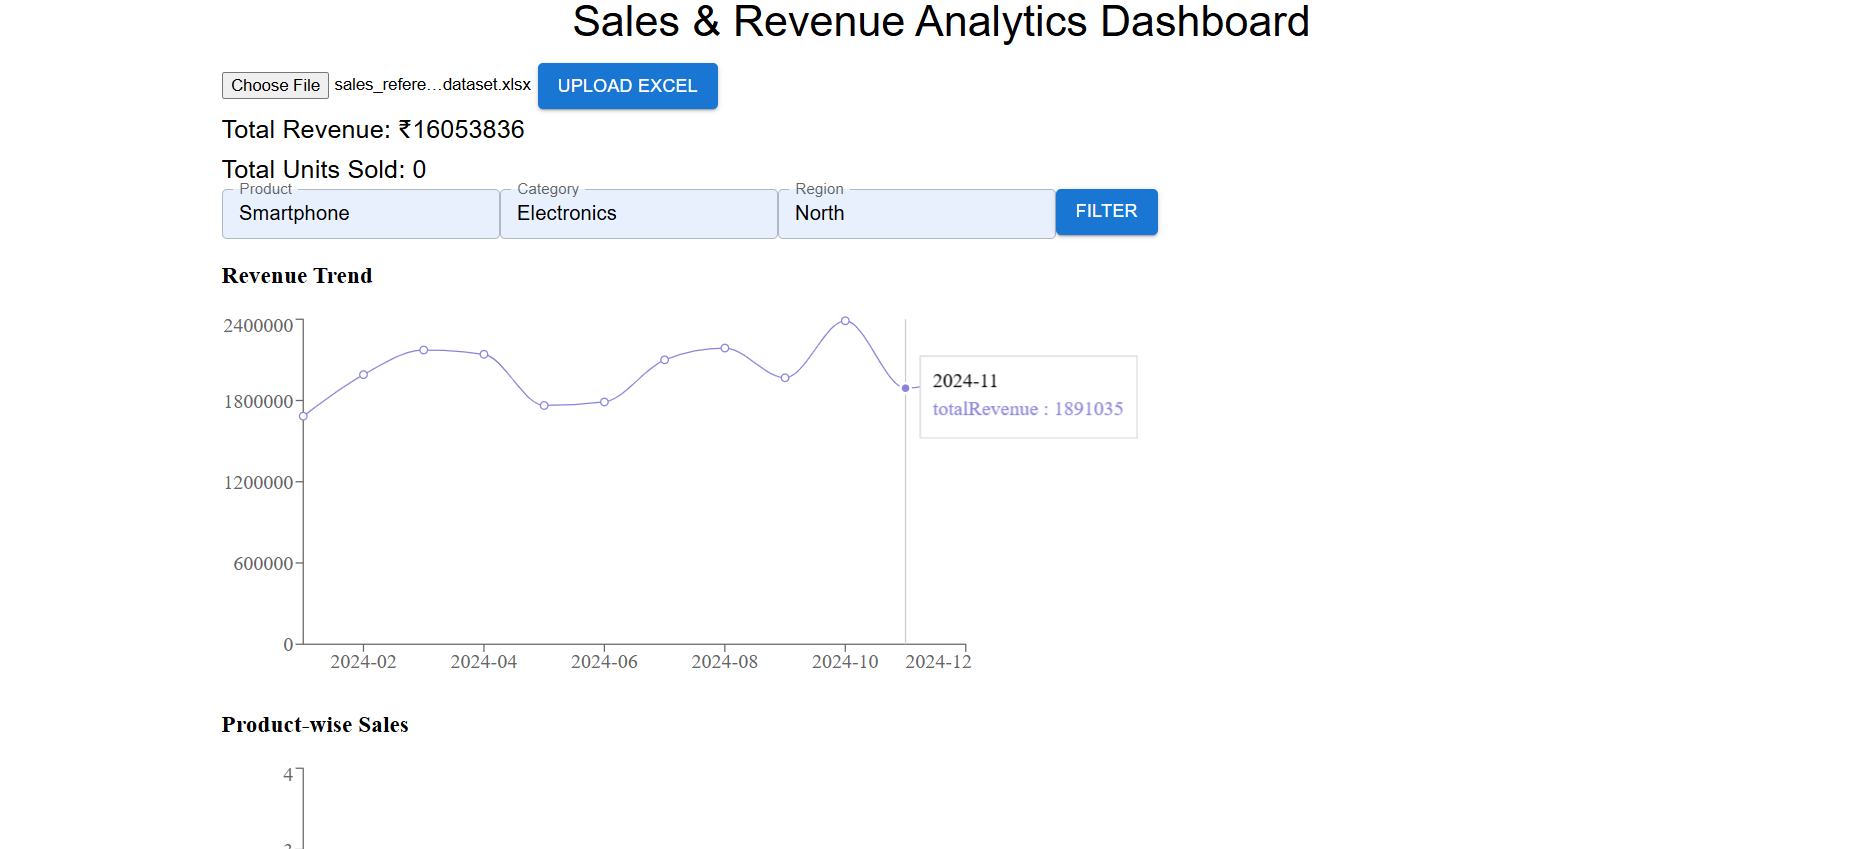 Sales & Revenue Analytics Dashboard
Choose File sales_refere...dataset.xlsx UPLOAD EXCEL
Total Revenue: ₹16053836
Total Units Sold: 0
Product Category Region
Smartphone Electronics North FILTER
Revenue Trend
2400000
2024-11
1800000 totalRevenue : 1891035
1200000
600000
0
2024-02 2024-04 2024-06 2024-08 2024-10 2024-12
Product-wise Sales
4